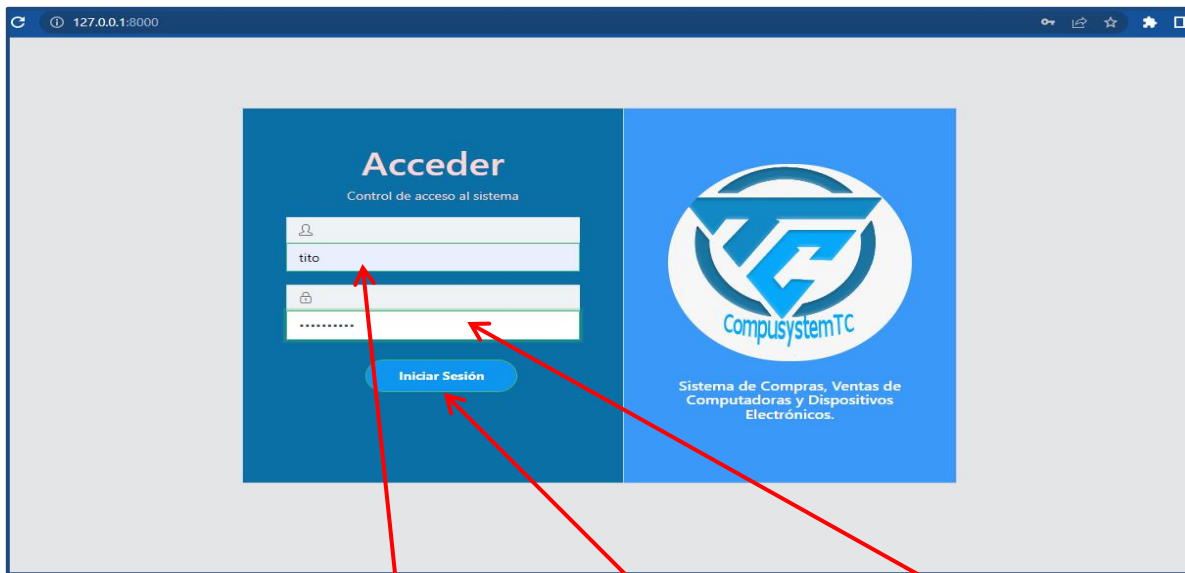 127.0.0.1:8000
Acceder
Control de acceso al sistema
tito
••••••••••
Iniciar Sesión
TC
CompusystemTC
Sistema de Compras, Ventas de
Computadoras y Dispositivos
Electrónicos.